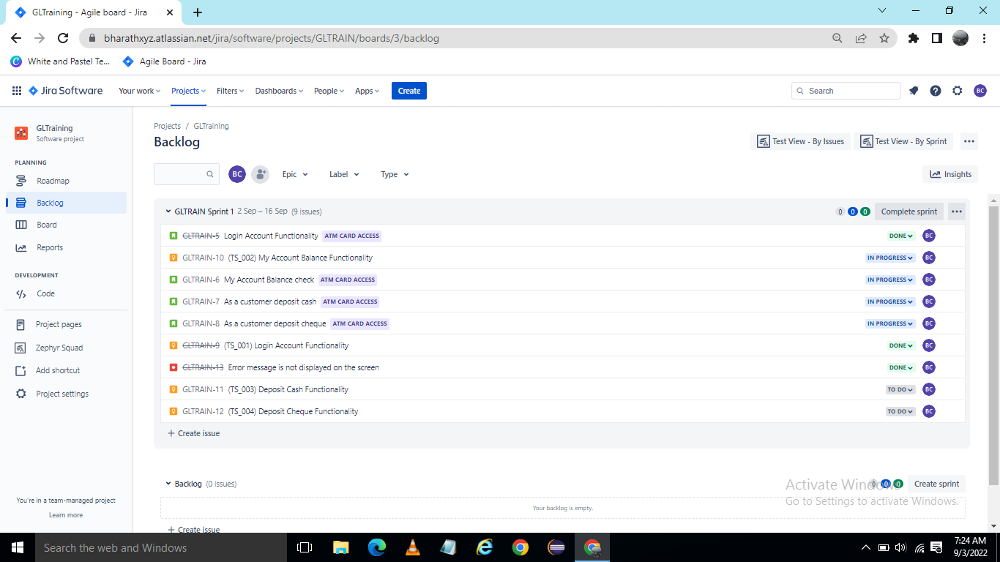 GLTraining - Agile board - Jira
bharathxyz.atlassian.net/jira/software/projects/GLTRAIN/boards/3/backlog
White and Pastel Te... Agile Board - Jira
Jira Software Your work Projects Filters Dashboards People Apps Create Search BC
GLTraining
Software project
PLANNING
Roadmap
Backlog
Board
Reports
DEVELOPMENT
Code
Project pages
Zephyr Squad
Add shortcut
Project settings
You're in a team-managed project
Learn more
Projects / GLTraining
Backlog
Test View - By Issues Test View - By Sprint
BC Epic Label Type Insights
GLTRAIN Sprint 1 2 Sep – 16 Sep (9 issues) 0 0 0 Complete sprint
GLTRAIN-5 Login Account Functionality ATM CARD ACCESS DONE BC
GLTRAIN-10 (TS_002) My Account Balance Functionality IN PROGRESS BC
GLTRAIN-6 My Account Balance check ATM CARD ACCESS IN PROGRESS BC
GLTRAIN-7 As a customer deposit cash ATM CARD ACCESS IN PROGRESS BC
GLTRAIN-8 As a customer deposit cheque ATM CARD ACCESS IN PROGRESS BC
GLTRAIN-9 (TS_001) Login Account Functionality DONE BC
GLTRAIN-13 Error message is not displayed on the screen DONE BC
GLTRAIN-11 (TS_003) Deposit Cash Functionality TO DO BC
GLTRAIN-12 (TS_004) Deposit Cheque Functionality TO DO BC
+ Create issue
Backlog (0 issues) 0 0 0 Create sprint
Your backlog is empty.
+ Create issue
Activate Windows
Go to Settings to activate Windows.
Search the web and Windows
7:24 AM
9/3/2022